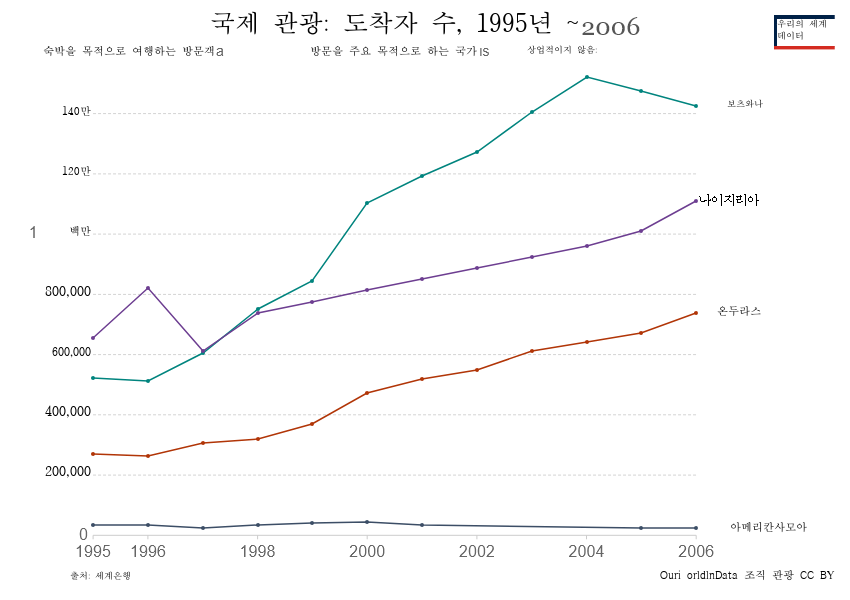 국제 관광: 도착자 수, 1995년 ~2006
우리의 세계
데이터
숙박을 목적으로 여행하는 방문객a 방문을 주요 목적으로 하는 국가 IS 상업적이지 않음:
140만
120만
1 백만
800,000
600,000
400,000
200,000
0
보츠와나
나이지리아
온두라스
아메리칸사모아
1995 1996 1998 2000 2002 2004 2006
출처: 세계은행
Ouri orldInData 조직 관광 CC BY